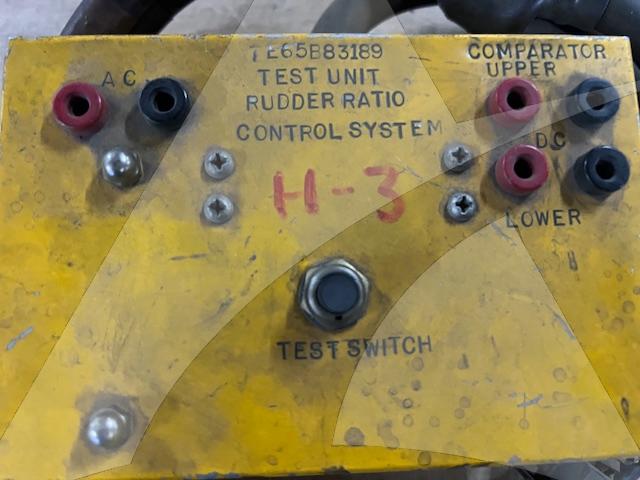 TE65B83189
TEST UNIT
RUDDER RATIO
CONTROL SYSTEM
AC
COMPARATOR
UPPER
DC
LOWER
H-3
TEST SWITCH